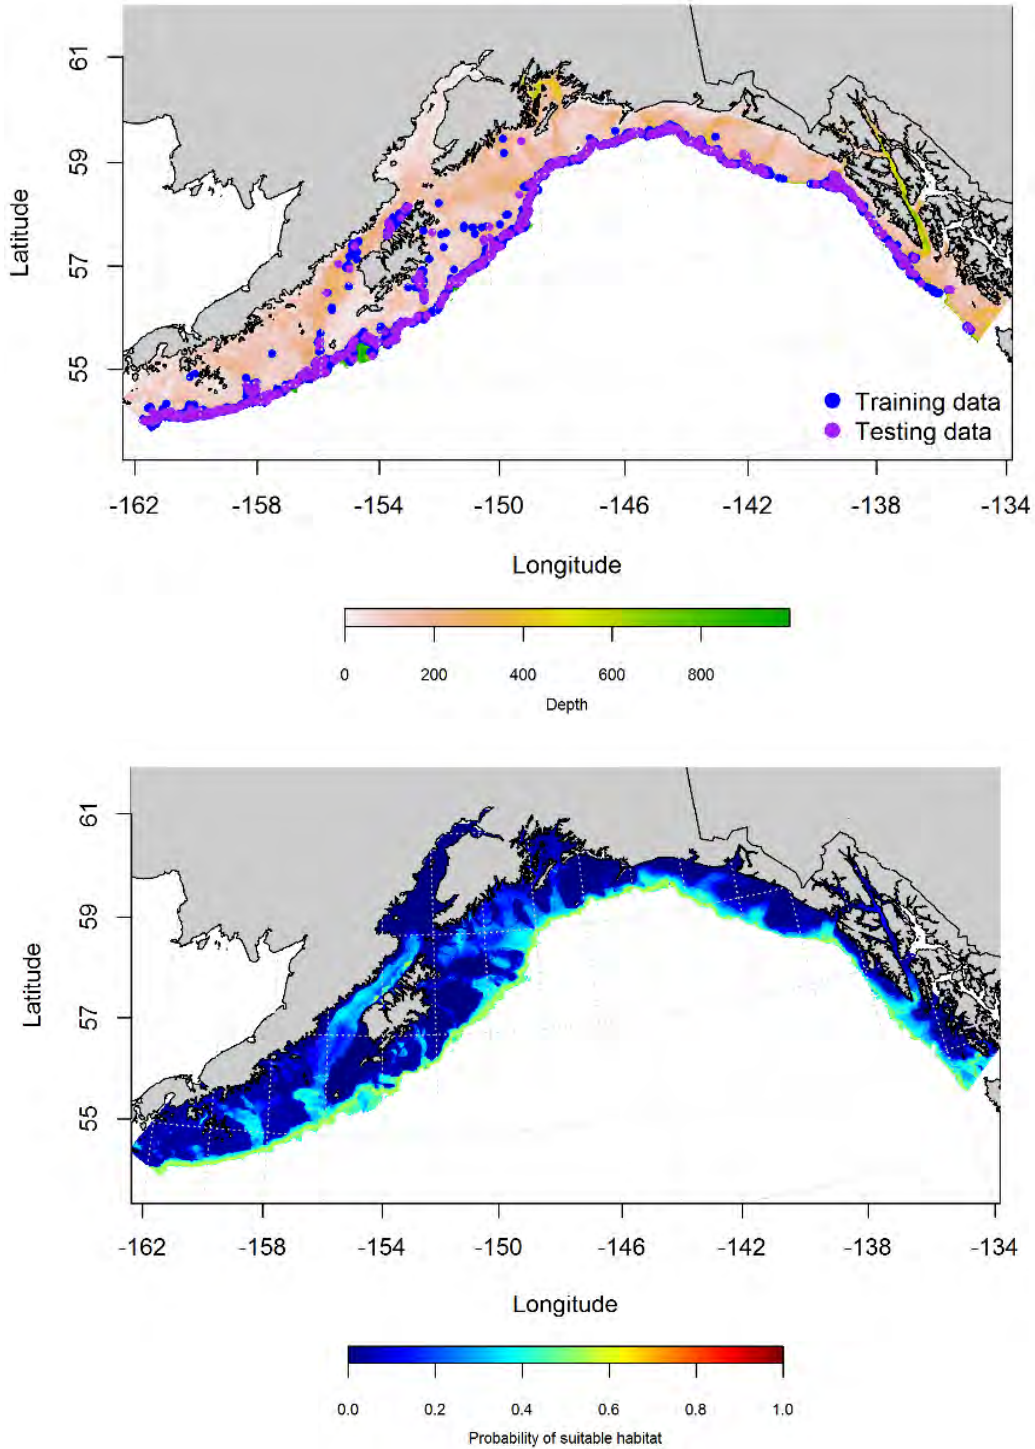 61
59
57
55
Latitude
Training data
Testing data
-162 -158 -154 -150 -146 -142 -138 -134
Longitude
0 200 400 600 800
Depth
61
59
57
55
Latitude
-162 -158 -154 -150 -146 -142 -138 -134
Longitude
0.0 0.2 0.4 0.6 0.8 1.0
Probability of suitable habitat